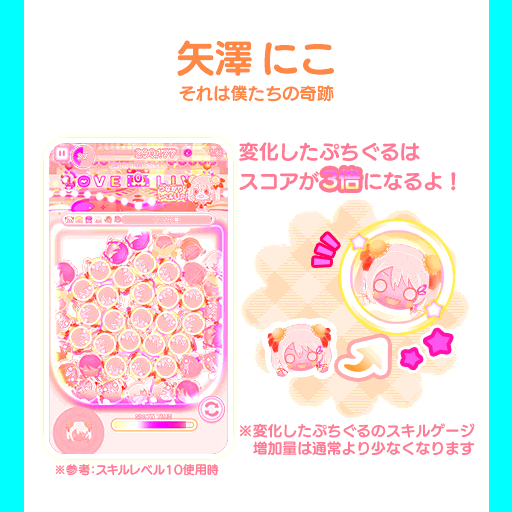 矢澤 にこ
それは僕たちの奇跡
変化したぷちぐるは
スコアが3倍になるよ！
※変化したぷちぐるのスキルゲージ
増加量は通常より少なくなります
※参考：スキルレベル10使用時